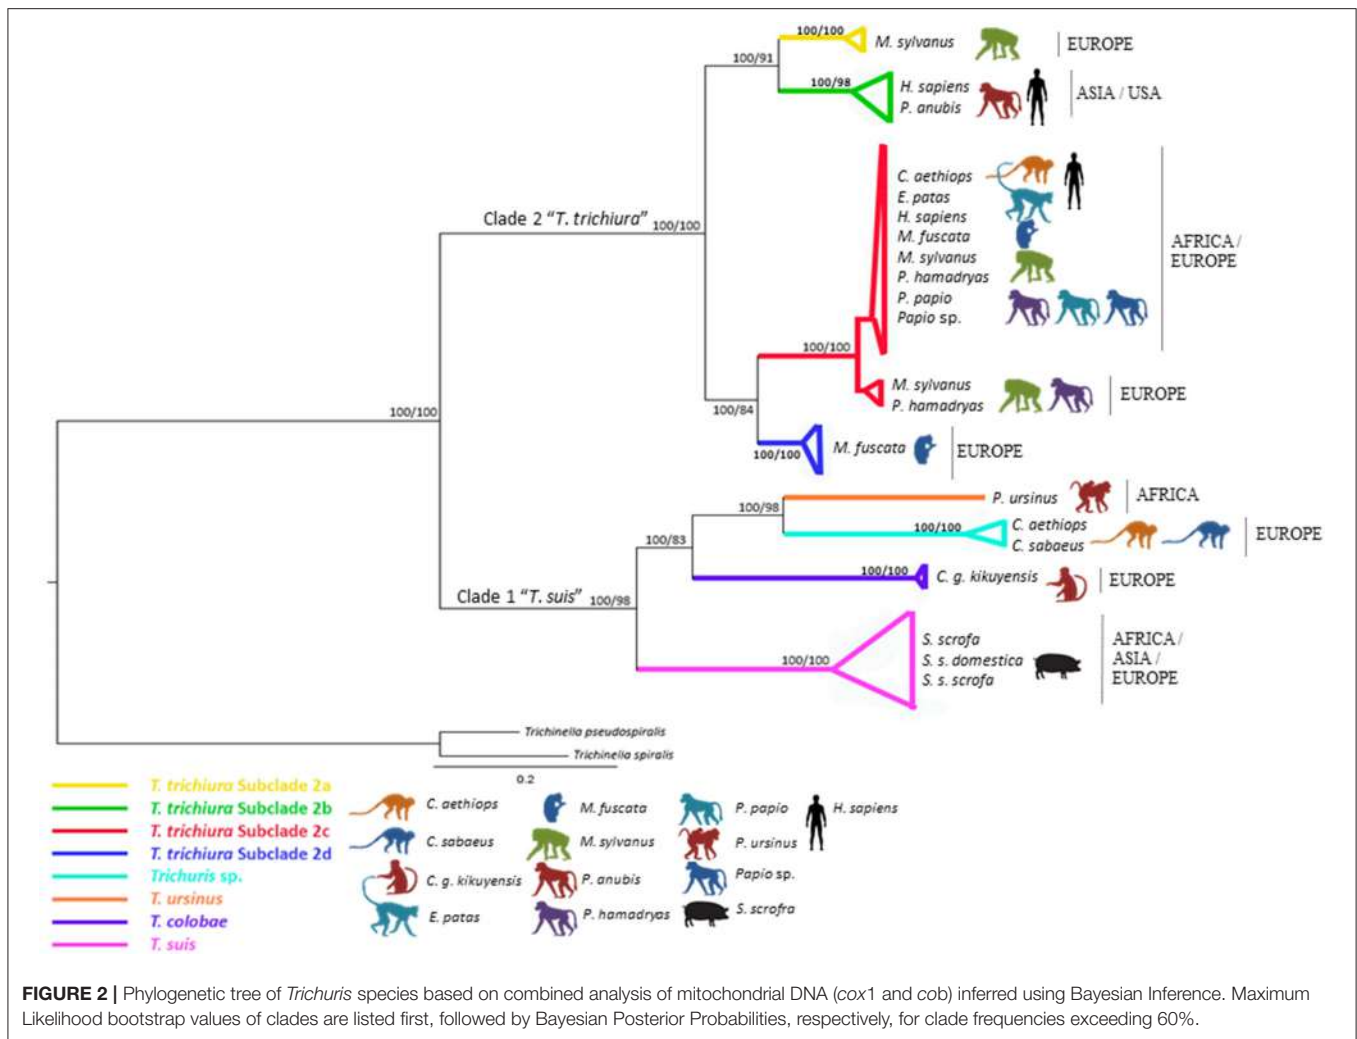 100/100
M. sylvanus
EUROPE
100/91
100/98
H. sapiens
P. anubis
ASIA / USA
C. aethiops
E. patas
H. sapiens
M. fuscata
M. sylvanus
P. hamadryas
P. papio
Papio sp.
AFRICA /
EUROPE
Clade 2 “T. trichiura”
100/100
100/100
M. sylvanus
P. hamadryas
EUROPE
100/84
100/100
M. fuscata
EUROPE
100/100
P. ursinus
AFRICA
100/98
100/100
C. aethiops
C. sabaeus
EUROPE
100/83
100/100
C. g. kikuyensis
EUROPE
Clade 1 “T. suis”
100/98
100/100
S. scrofa
S. s. domestica
S. s. scrofa
AFRICA /
ASIA /
EUROPE
Trichinella pseudospiralis
Trichinella spiralis
0.2
T. trichiura Subclade 2a
T. trichiura Subclade 2b
T. trichiura Subclade 2c
T. trichiura Subclade 2d
Trichuris sp.
T. ursinus
T. colobae
T. suis
C. aethiops
C. sabaeus
C. g. kikuyensis
E. patas
M. fuscata
M. sylvanus
P. anubis
P. hamadryas
P. papio
P. ursinus
Papio sp.
S. scrofra
H. sapiens
FIGURE 2 | Phylogenetic tree of Trichuris species based on combined analysis of mitochondrial DNA (cox1 and cob) inferred using Bayesian Inference. Maximum
Likelihood bootstrap values of clades are listed first, followed by Bayesian Posterior Probabilities, respectively, for clade frequencies exceeding 60%.